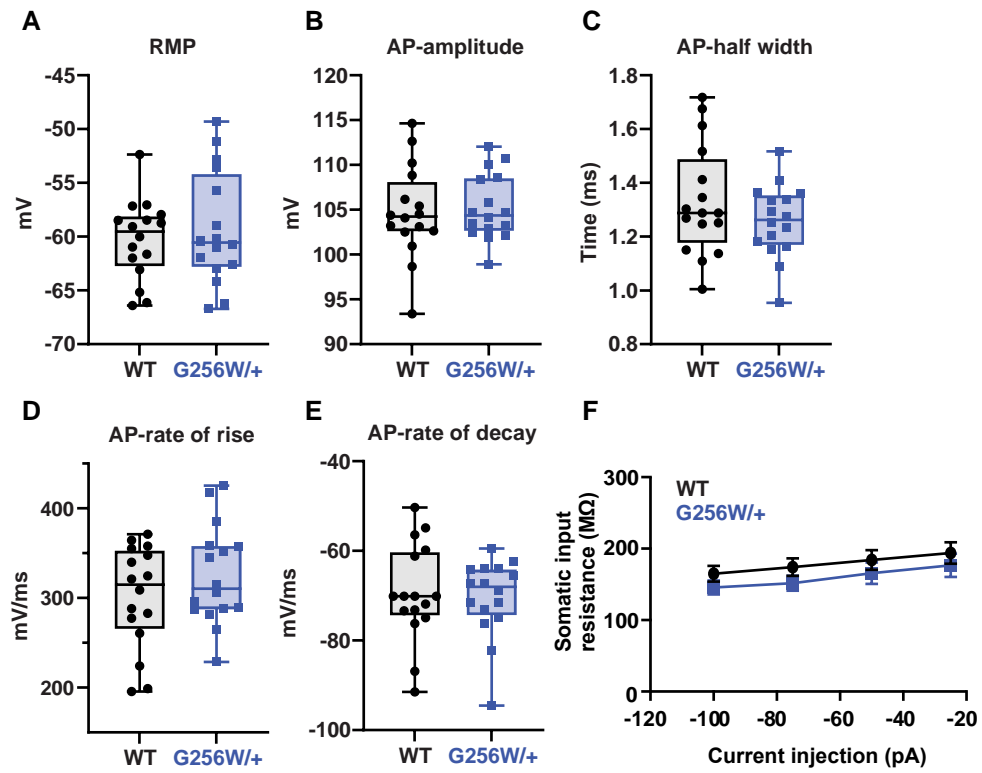 A
RMP
mV
-45
-50
-55
-60
-65
-70
WT
G256W/+
B
AP-amplitude
mV
120
115
110
105
100
95
90
WT
G256W/+
C
AP-half width
Time (ms)
1.8
1.6
1.4
1.2
1.0
0.8
WT
G256W/+
D
AP-rate of rise
mV/ms
400
300
200
WT
G256W/+
E
AP-rate of decay
mV/ms
-40
-60
-80
-100
WT
G256W/+
F
Somatic input
resistance (MΩ)
300
200
100
0
WT
G256W/+
-120
-100
-80
-60
-40
-20
Current injection (pA)